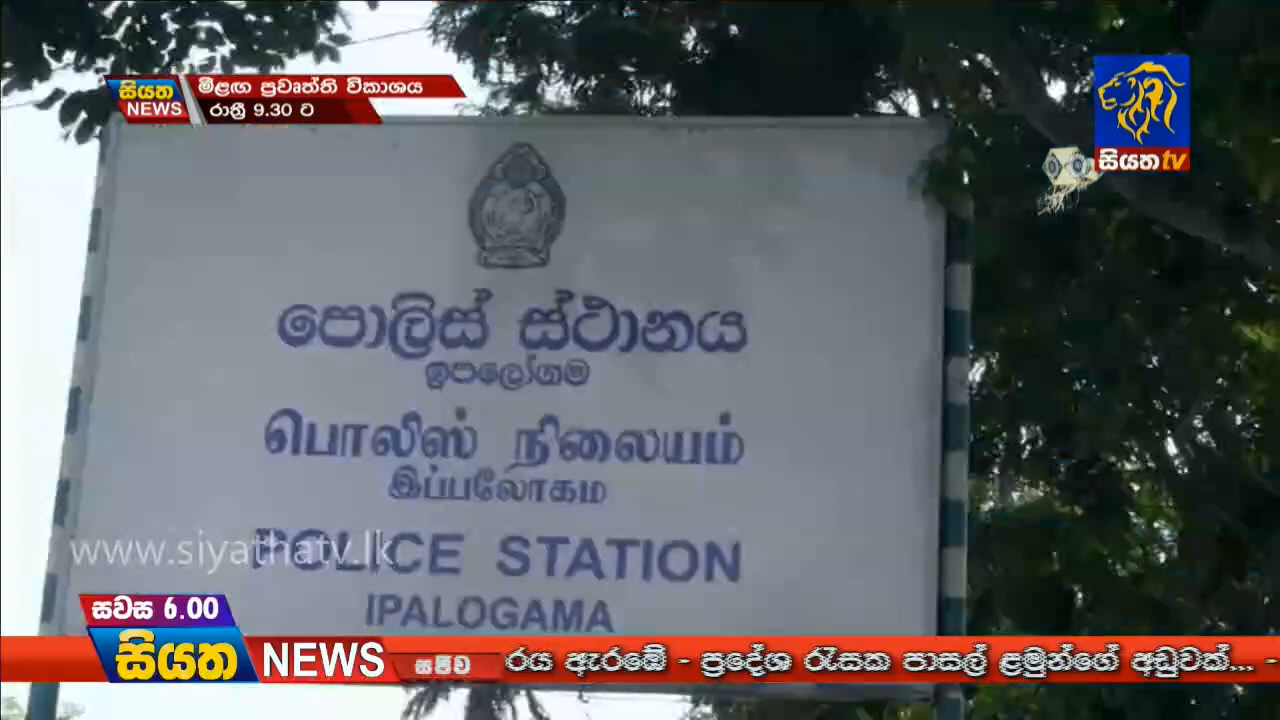 සියත NEWS
මීළඟ ප්‍රවෘත්ති විකාශය
රාත්‍රී 9.30 ට
සියත tv
පොලිස් ස්ථානය
ඉපලෝගම
பொலிஸ் நிலையம்
இப்பலோகம
POLICE STATION
IPALOGAMA
www.siyathatv.lk
සවස 6.00
සියත NEWS
සජීව
රය ඇරඹේ - ප්‍රදේශ රැසක පාසල් ළමුන්ගේ අඩුවක්... -